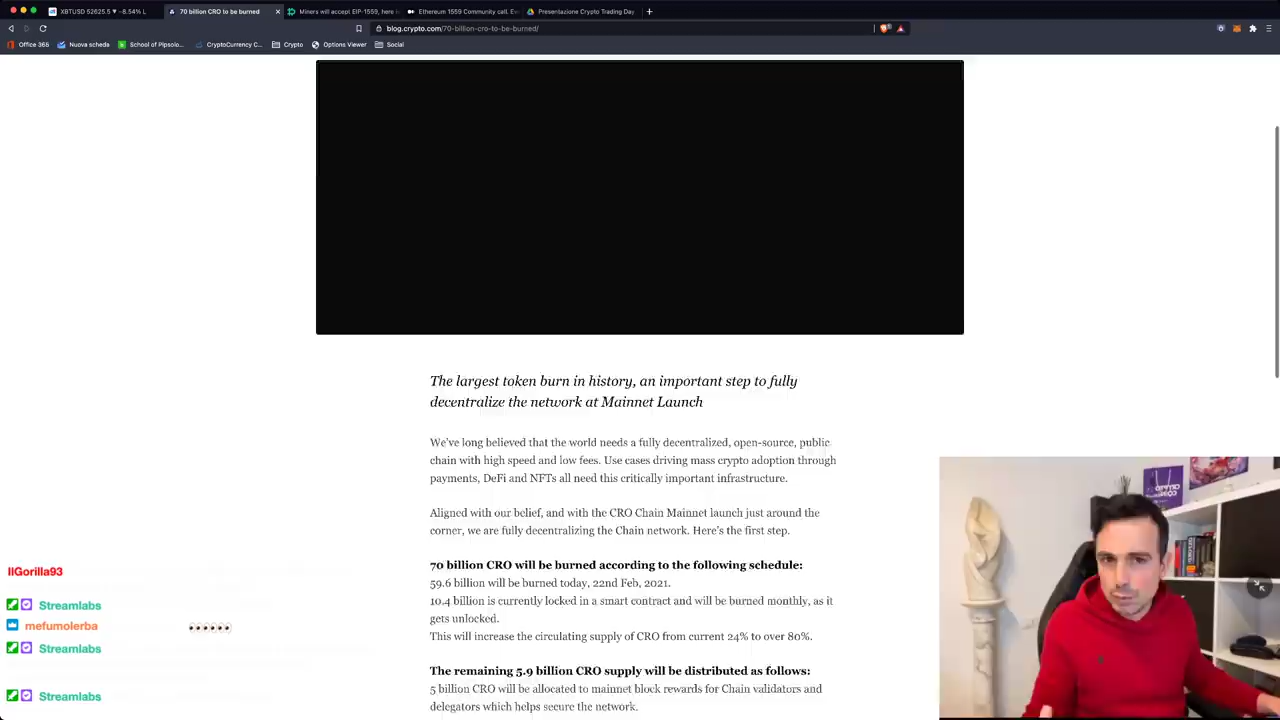 XBTUSD 52625.5 ▼ -8.54% L
70 billion CRO to be burned
Miners will accept EIP-1559, here i
Ethereum 1559 Community call. Ev
Presentazione Crypto Trading Day
blog.crypto.com/70-billion-cro-to-be-burned/
Office 365
Nuova scheda
School of Pipsolo...
CryptoCurrency C...
Crypto
Options Viewer
Social
The largest token burn in history, an important step to fully
decentralize the network at Mainnet Launch
We've long believed that the world needs a fully decentralized, open-source, public
chain with high speed and low fees. Use cases driving mass crypto adoption through
payments, DeFi and NFTs all need this critically important infrastructure.
Aligned with our belief, and with the CRO Chain Mainnet launch just around the
corner, we are fully decentralizing the Chain network. Here's the first step.
70 billion CRO will be burned according to the following schedule:
59.6 billion will be burned today, 22nd Feb, 2021.
10.4 billion is currently locked in a smart contract and will be burned monthly, as it
gets unlocked.
This will increase the circulating supply of CRO from current 24% to over 80%.
The remaining 5.9 billion CRO supply will be distributed as follows:
5 billion CRO will be allocated to mainnet block rewards for Chain validators and
delegators which helps secure the network.
IlGorilla93
Streamlabs
mefumolerba
Streamlabs
Streamlabs